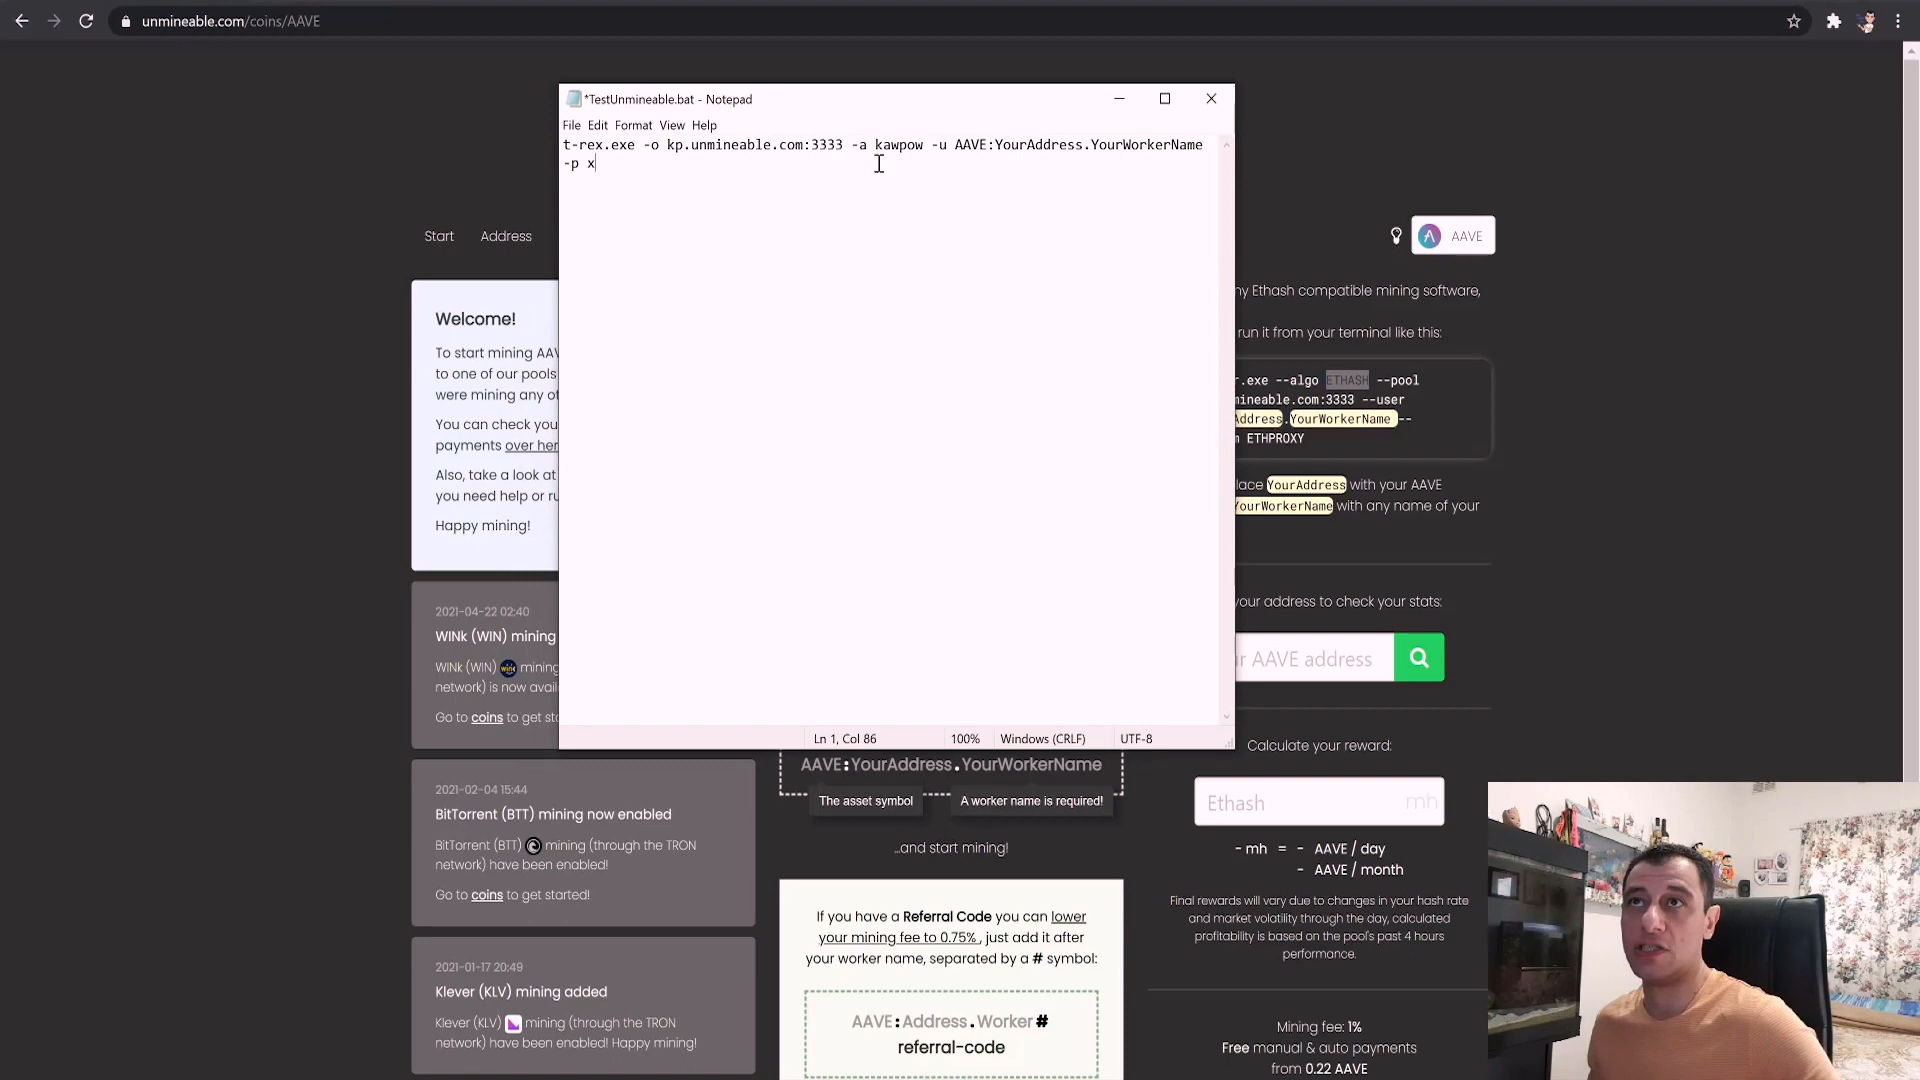 unmineable.com/coins/AAVE
*TestUnmineable.bat - Notepad
File Edit Format View Help
t-rex.exe -o kp.unmineable.com:3333 -a kawpow -u AAVE:YourAddress.YourWorkerName
-p x
Ln 1, Col 86
100%
Windows (CRLF)
UTF-8
Start
Address
AAVE
Welcome!
To start mining AAV
to one of our pools
were mining any ot
You can check you
payments over her
Also, take a look at
you need help or ru
Happy mining!
2021-04-22 02:40
WINk (WIN) mining
WINk (WIN) mining
network) is now avail
Go to coins to get sta
2021-02-04 15:44
BitTorrent (BTT) mining now enabled
BitTorrent (BTT) mining (through the TRON
network) have been enabled!
Go to coins to get started!
2021-01-17 20:49
Klever (KLV) mining added
Klever (KLV) mining (through the TRON
network) have been enabled! Happy mining!
AAVE:YourAddress.YourWorkerName
The asset symbol
A worker name is required!
...and start mining!
If you have a Referral Code you can lower
your mining fee to 0.75% , just add it after
your worker name, separated by a # symbol:
AAVE:Address.Worker#
referral-code
ny Ethash compatible mining software,
run it from your terminal like this:
r.exe --algo ETHASH --pool
mineable.com:3333 --user
Address.YourWorkerName --
m ETHPROXY
lace YourAddress with your AAVE
YourWorkerName with any name of your
your address to check your stats:
r AAVE address
Calculate your reward:
Ethash
mh
- mh = - AAVE / day
- AAVE / month
Final rewards will vary due to changes in your hash rate
and market volatility through the day, calculated
profitability is based on the pool's past 4 hours
performance.
Mining fee: 1%
Free manual & auto payments
from 0.22 AAVE